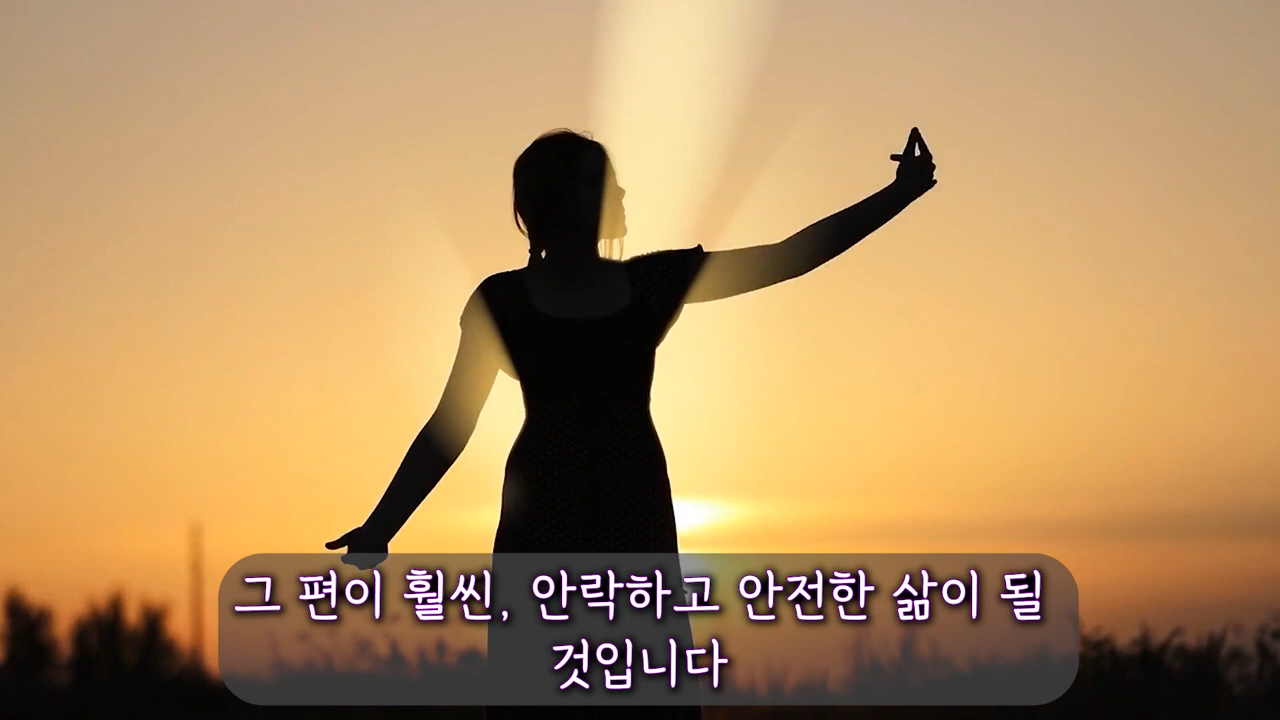 그 편이 훨씬, 안락하고 안전한 삶이 될
것입니다